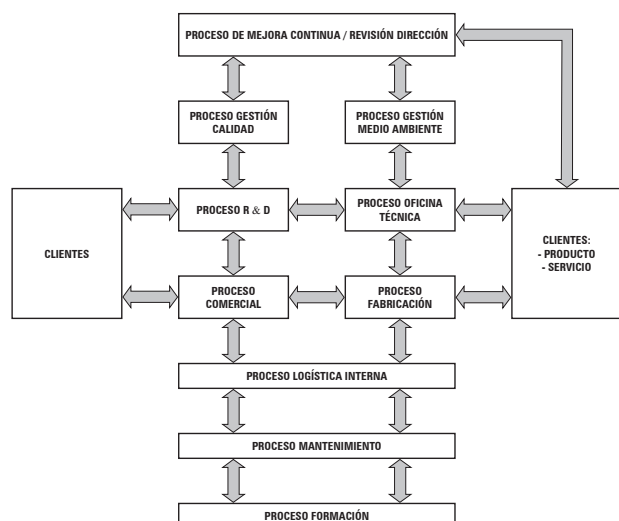 PROCESO DE MEJORA CONTINUA / REVISIÓN DIRECCIÓN
PROCESO GESTIÓN
CALIDAD
PROCESO GESTIÓN
MEDIO AMBIENTE
CLIENTES
PROCESO R & D
PROCESO OFICINA
TÉCNICA
CLIENTES:
- PRODUCTO
- SERVICIO
PROCESO
COMERCIAL
PROCESO
FABRICACIÓN
PROCESO LOGÍSTICA INTERNA
PROCESO MANTENIMIENTO
PROCESO FORMACIÓN